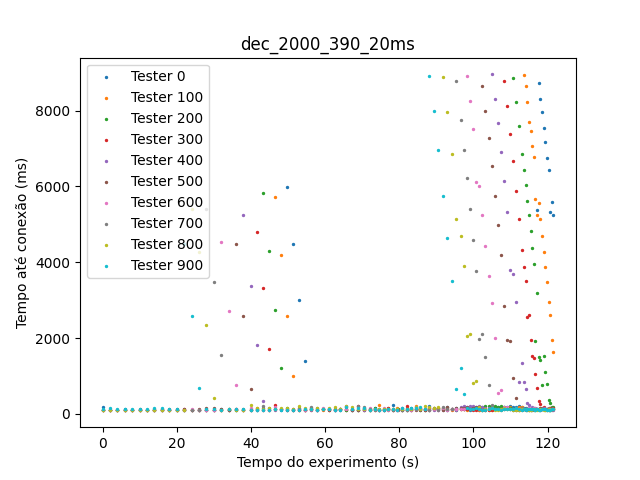 dec_2000_390_20ms
Tempo até conexão (ms)
8000
6000
4000
2000
0
Tester 0
Tester 100
Tester 200
Tester 300
Tester 400
Tester 500
Tester 600
Tester 700
Tester 800
Tester 900
0 20 40 60 80 100 120
Tempo do experimento (s)